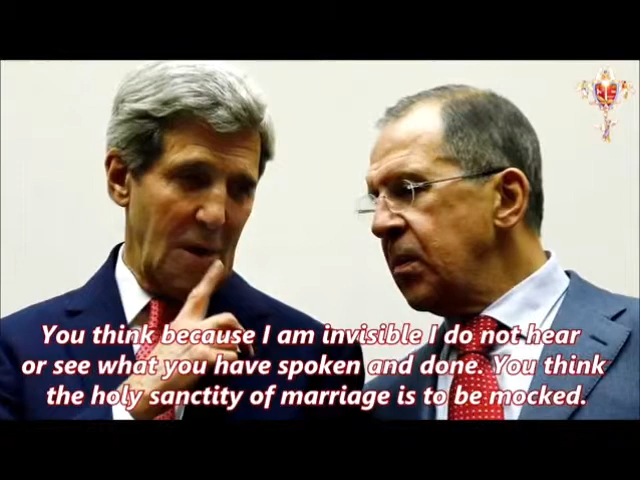 You think because I am invisible I do not hear
or see what you have spoken and done. You think
the holy sanctity of marriage is to be mocked.